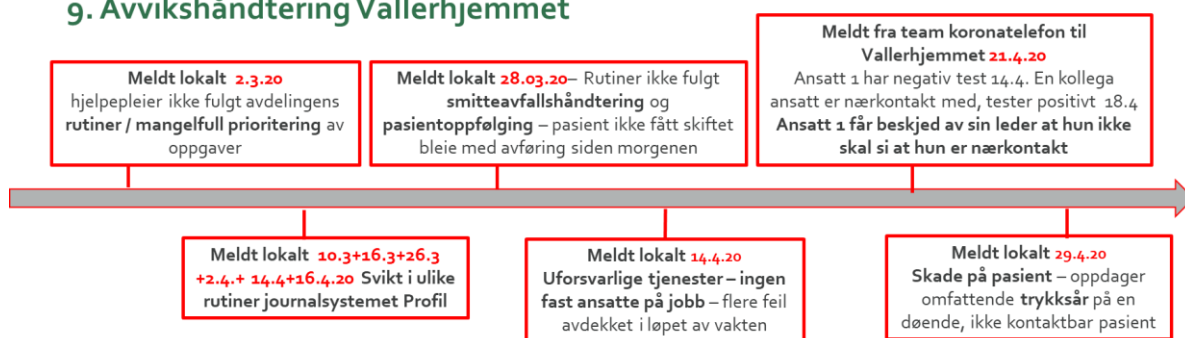 9. Avvikshåndtering Vallerhjemmet
Meldt lokalt 2.3.20
hjelpepleier ikke fulgt avdelingens
rutiner / mangelfull prioritering av
oppgaver
Meldt lokalt 28.03.20– Rutiner ikke fulgt
smitteavfallshåndtering og
pasientoppfølging – pasient ikke fått skiftet
bleie med avføring siden morgenen
Meldt fra team koronatelefon til
Vallerhjemmet 21.4.20
Ansatt 1 har negativ test 14.4. En kollega
ansatt er nærkontakt med, tester positivt 18.4
Ansatt 1 får beskjed av sin leder at hun ikke
skal si at hun er nærkontakt
Meldt lokalt 10.3+16.3+26.3
+2.4.+ 14.4+16.4.20 Svikt i ulike
rutiner journalsystemet Profil
Meldt lokalt 14.4.20
Uforsvarlige tjenester – ingen
fast ansatte på jobb – flere feil
avdekket i løpet av vakten
Meldt lokalt 29.4.20
Skade på pasient – oppdager
omfattende trykksår på en
døende, ikke kontaktbar pasient